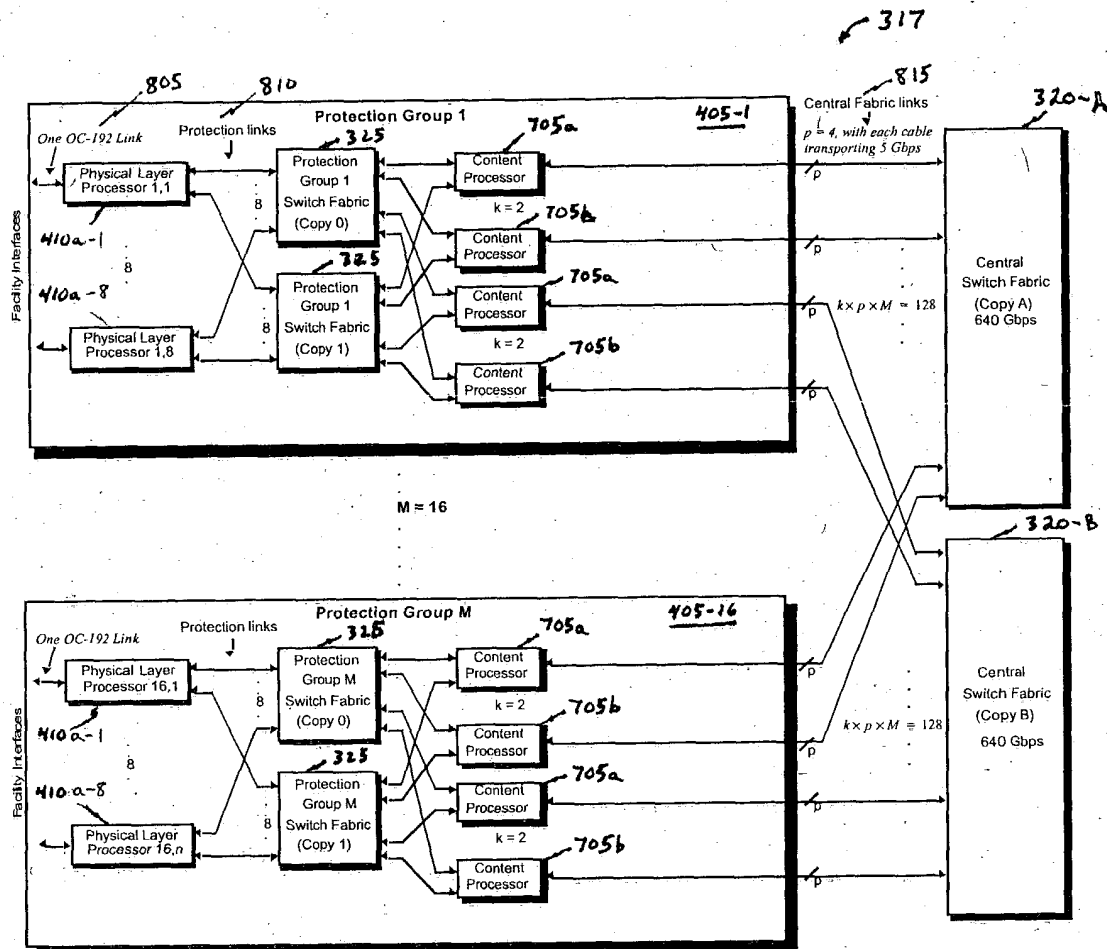 317
805
810
815
Central Fabric links
p = 4, with each cable
transporting 5 Gbps
320-A
Protection Group 1
405-1
One OC-192 Link
Protection links
325
705a
Facility Interfaces
Physical Layer
Processor 1,1
410a-1
8
410a-8
Physical Layer
Processor 1,8
8
Protection
Group 1
Switch Fabric
(Copy 0)
325
8
Protection
Group 1
Switch Fabric
(Copy 1)
Content
Processor
k = 2
705b
Content
Processor
705a
Content
Processor
k = 2
705b
Content
Processor
p
p
p
p
k × p × M = 128
Central
Switch Fabric
(Copy A)
640 Gbps
M = 16
320-B
Protection Group M
405-16
One OC-192 Link
Protection links
325
705a
Facility Interfaces
Physical Layer
Processor 16,1
410a-1
8
410a-8
Physical Layer
Processor 16,n
8
Protection
Group M
Switch Fabric
(Copy 0)
325
8
Protection
Group M
Switch Fabric
(Copy 1)
Content
Processor
k = 2
705b
Content
Processor
705a
Content
Processor
k = 2
705b
Content
Processor
p
p
p
p
k × p × M = 128
Central
Switch Fabric
(Copy B)
640 Gbps